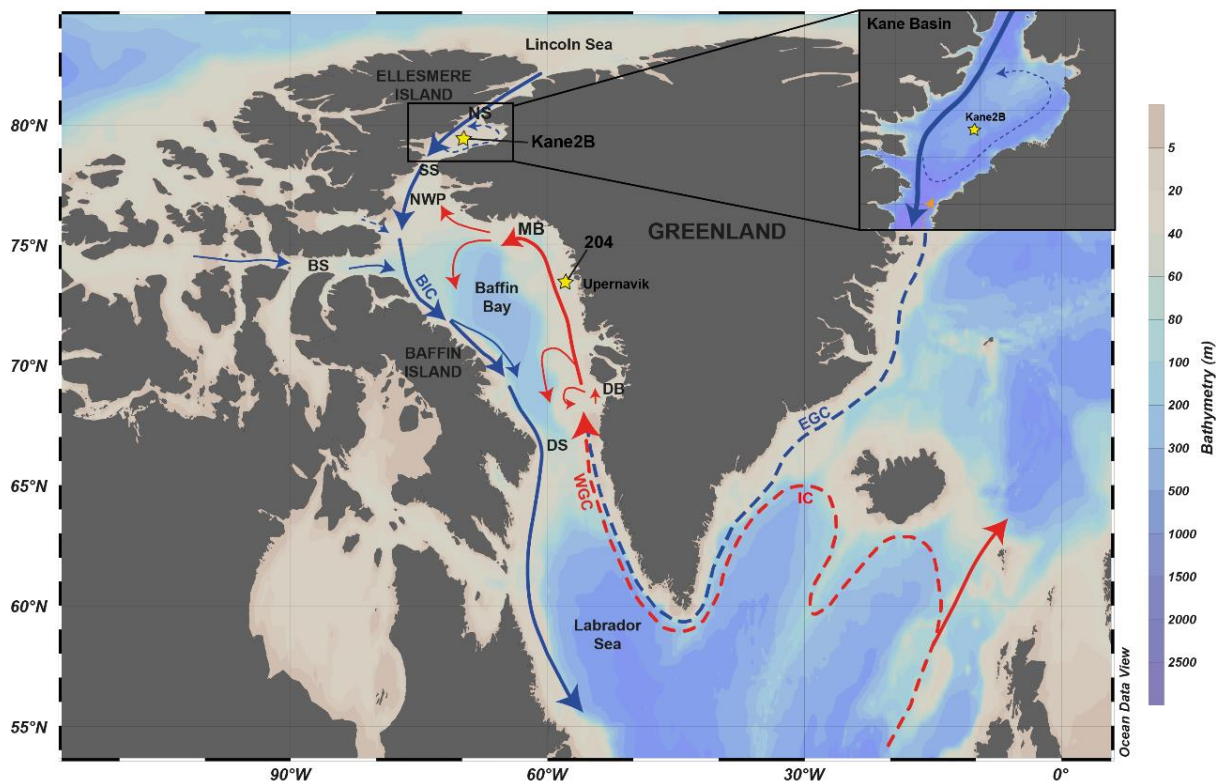 Lincoln Sea
ELLESMERE
ISLAND
NS
Kane2B
SS
NWP
MB
204
Upernavik
GREENLAND
BS
BIC
Baffin
Bay
BAFFIN
ISLAND
DB
DS
WGC
EGC
IC
Labrador
Sea
Kane Basin
Kane2B
80°N
75°N
70°N
65°N
60°N
55°N
90°W
60°W
30°W
0°
Ocean Data View
5
20
40
60
80
100
200
300
500
1000
1500
2000
2500
Bathymetry (m)